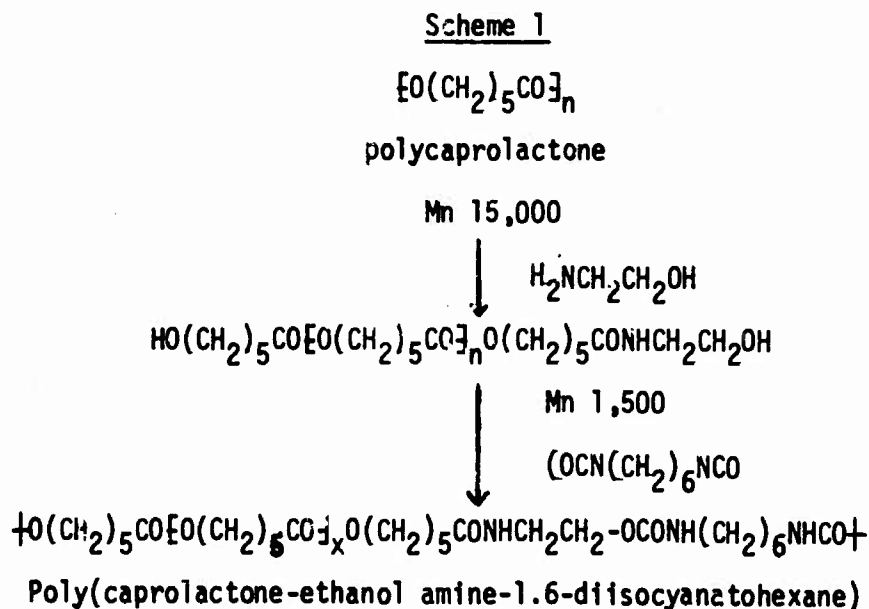 Scheme 1
[O(CH₂)₅CO]ₙ
polycaprolactone
Mn 15,000
H₂NCH₂CH₂OH
HO(CH₂)₅CO[O(CH₂)₅CO]ₙO(CH₂)₅CONHCH₂CH₂OH
Mn 1,500
(OCN(CH₂)₆NCO
+O(CH₂)₅CO[O(CH₂)₅CO]ₓO(CH₂)₅CONHCH₂CH₂-OCONH(CH₂)₆NHCO+
Poly(caprolactone-ethanol amine-1.6-diisocyanatohexane)